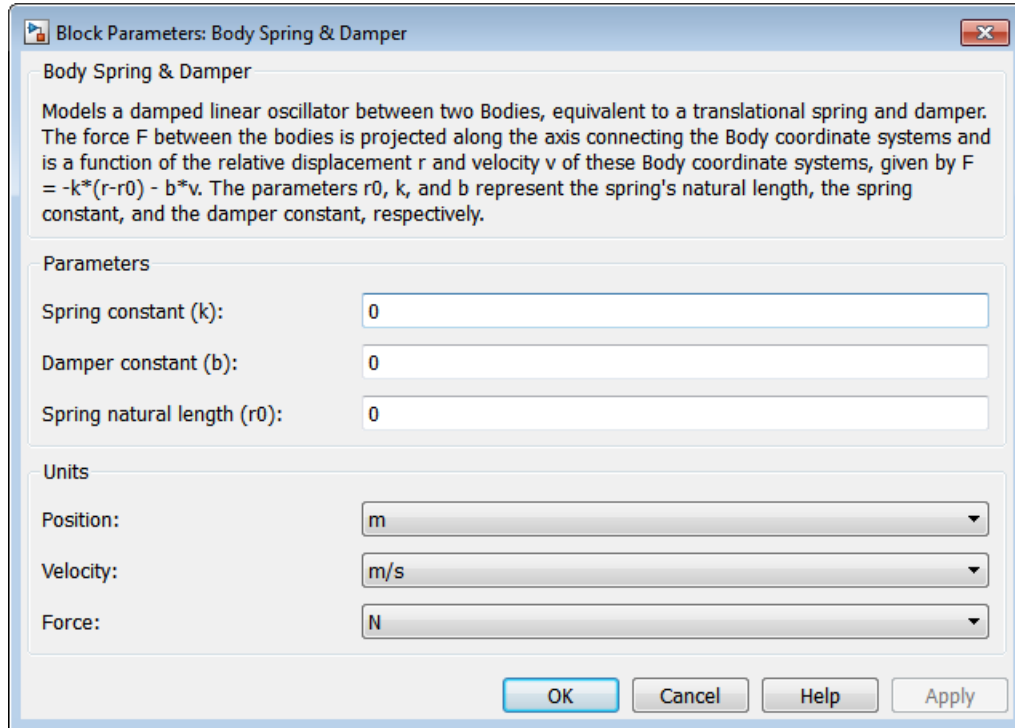 Block Parameters: Body Spring & Damper
Body Spring & Damper
Models a damped linear oscillator between two Bodies, equivalent to a translational spring and damper.
The force F between the bodies is projected along the axis connecting the Body coordinate systems and
is a function of the relative displacement r and velocity v of these Body coordinate systems, given by F
= -k*(r-r0) - b*v. The parameters r0, k, and b represent the spring's natural length, the spring
constant, and the damper constant, respectively.
Parameters
Spring constant (k): 0
Damper constant (b): 0
Spring natural length (r0): 0
Units
Position: m
Velocity: m/s
Force: N
OK Cancel Help Apply